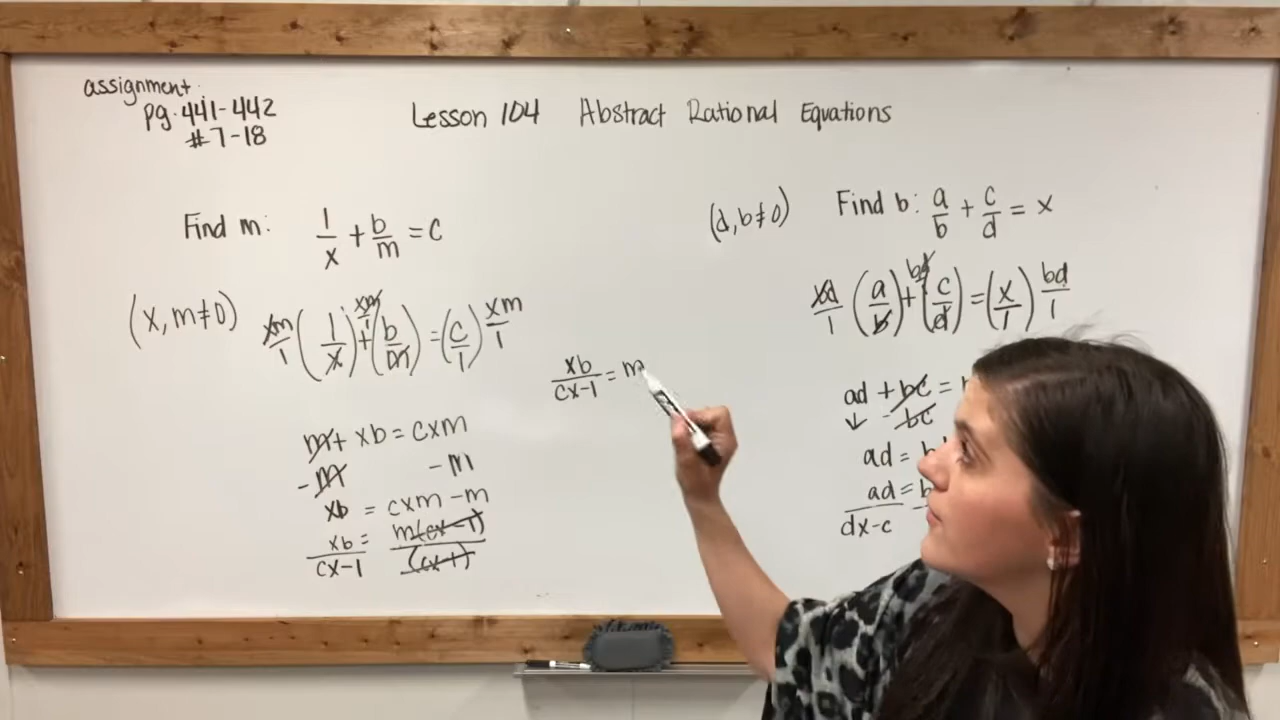 assignment
pg. 441-442
#7-18
Lesson 104 Abstract Rational Equations
Find m: 1/x + b/m = c
(x, m≠0)
xm/1 (1/x) + xm/1 (b/m) = (c/1) xm/1
m + xb = cxm
-m -m
xb = cxm - m
xb/(cx-1) = m(cx-1)/(cx-1)
xb/(cx-1) = m
(d, b≠0)
Find b: a/b + c/d = x
/1 (a/b) + (c/d) = (x/1) bd/1
ad + bc =
↓ - bc
ad =
ad =
dx-c